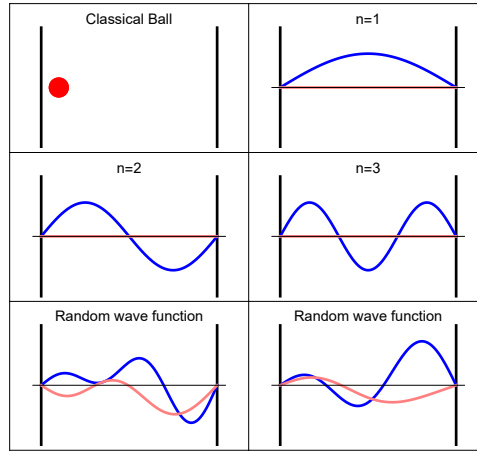 Classical Ball
n=1
n=2
n=3
Random wave function
Random wave function